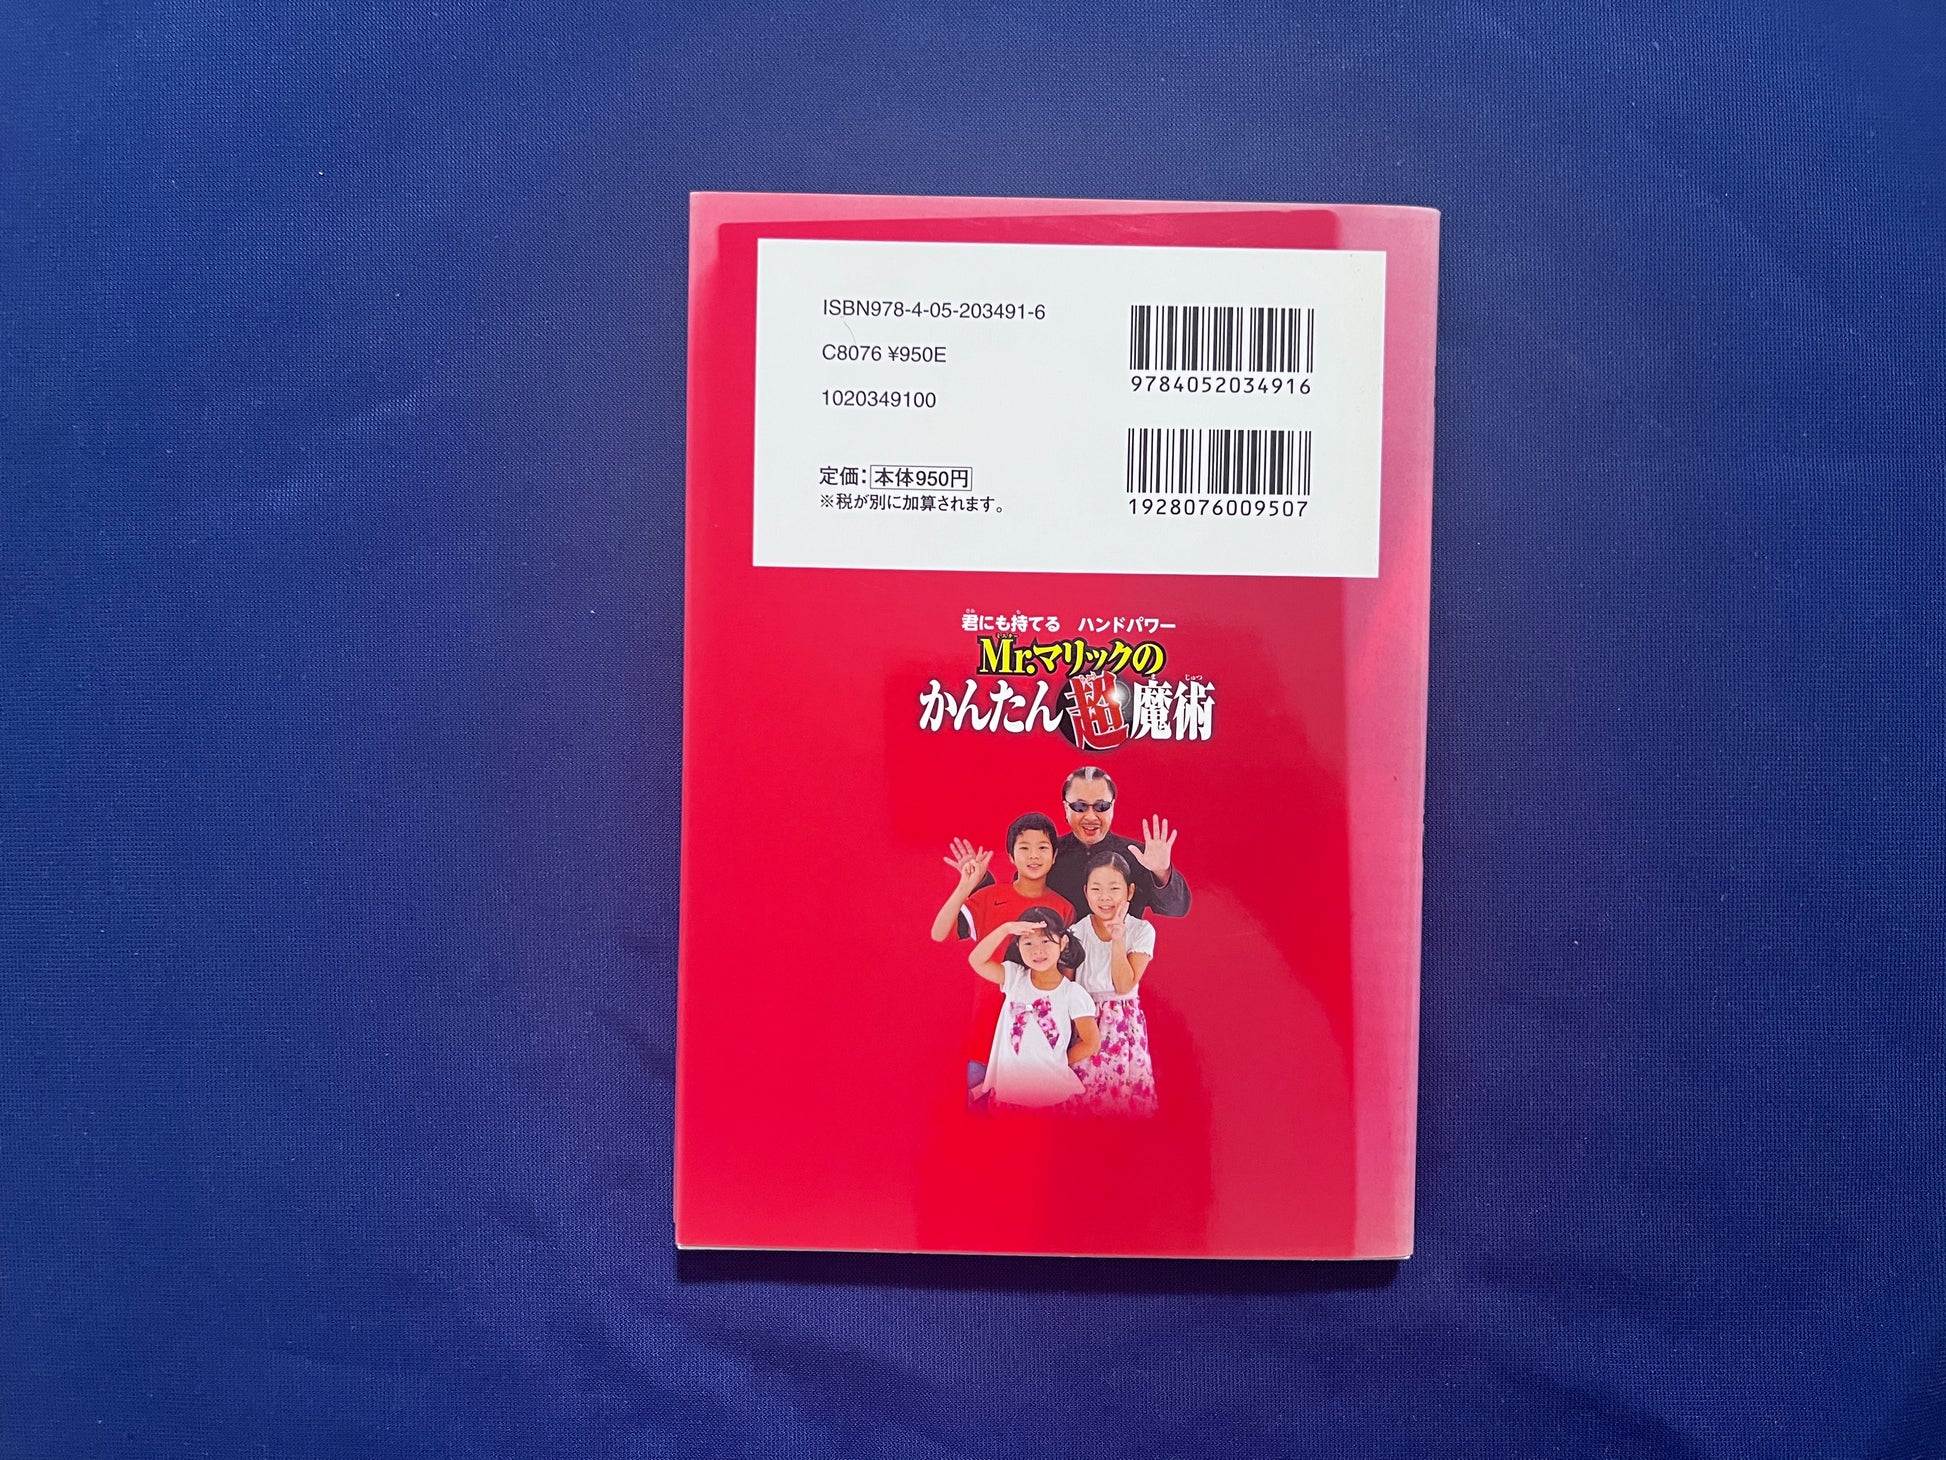 ISBN978-4-05-203491-6
C8076 ¥950E
1020349100
定価：本体950円
※税が別に加算されます。
9784052034916
1928076009507
君にも持てる ハンドパワー
Mr.マリックの
かんたん超魔術